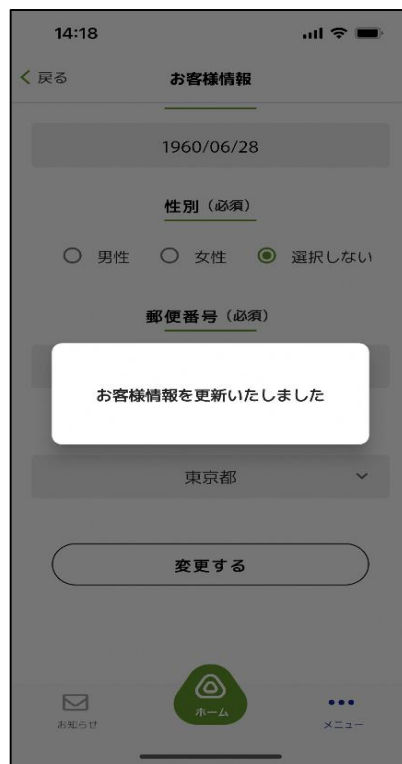 14:18
戻る
お客様情報
1960/06/28
性別（必須）
男性 女性 選択しない
郵便番号（必須）
お客様情報を更新いたしました
東京都
変更する
お知らせ
ホーム
メニュー